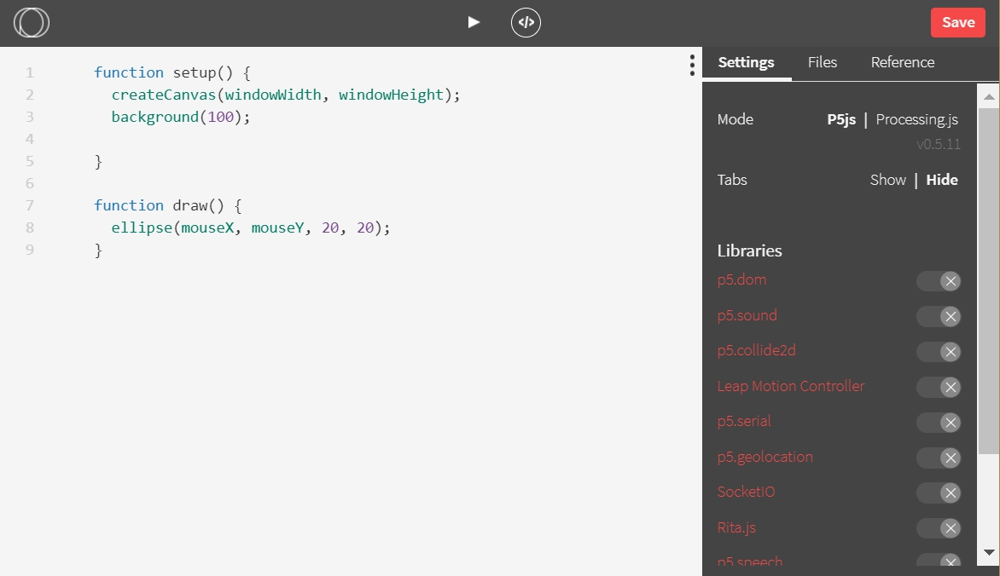 </> Save
1 function setup() {
2 createCanvas(windowWidth, windowHeight);
3 background(100);
4
5 }
6
7 function draw() {
8 ellipse(mouseX, mouseY, 20, 20);
9 }
Settings Files Reference
Mode P5js | Processing.js
v0.5.11
Tabs Show | Hide
Libraries
p5.dom
p5.sound
p5.collide2d
Leap Motion Controller
p5.serial
p5.geolocation
SocketIO
Rita.js
p5.speech